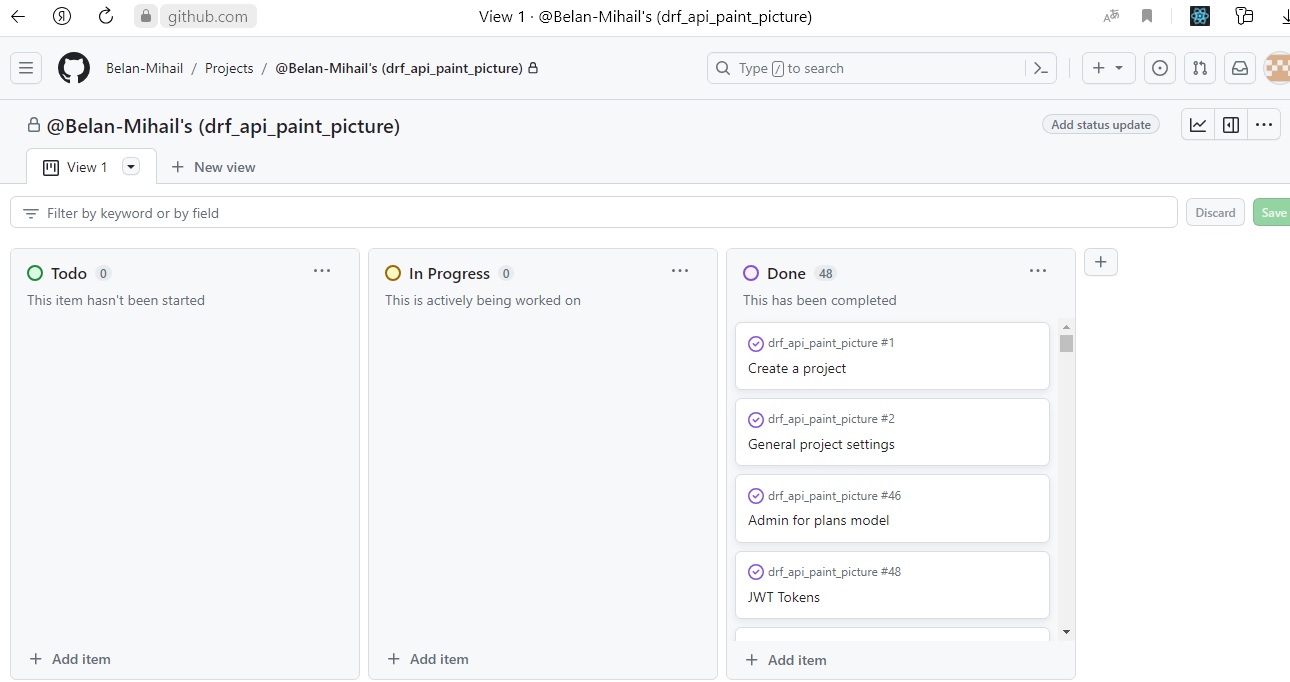 github.com
View 1 · @Belan-Mihail's (drf_api_paint_picture)
Belan-Mihail / Projects / @Belan-Mihail's (drf_api_paint_picture)
Type / to search
@Belan-Mihail's (drf_api_paint_picture)
Add status update
View 1
New view
Filter by keyword or by field
Discard
Save
Todo 0
This item hasn't been started
Add item
In Progress 0
This is actively being worked on
Add item
Done 48
This has been completed
drf_api_paint_picture #1
Create a project
drf_api_paint_picture #2
General project settings
drf_api_paint_picture #46
Admin for plans model
drf_api_paint_picture #48
JWT Tokens
Add item